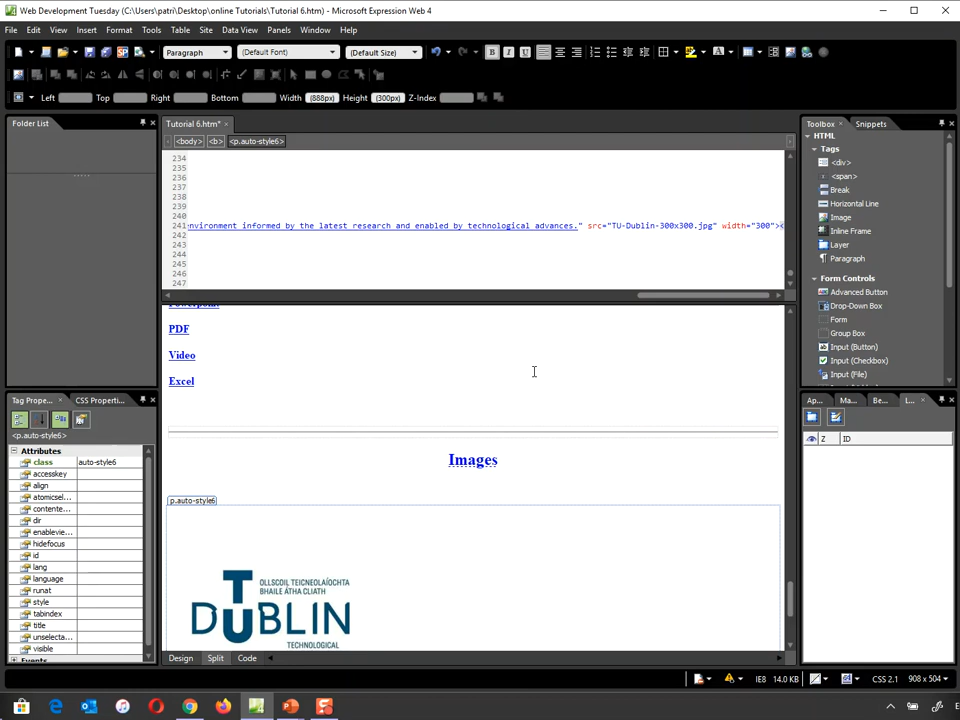 Web Development Tuesday (C:\Users\patri\Desktop\online Tutorials\Tutorial 6.htm) - Microsoft Expression Web 4
File Edit View Insert Format Tools Table Site Data View Panels Window Help
Paragraph (Default Font) (Default Size) B I U
Left Top Right Bottom Width (888px) Height (300px) Z-Index
Folder List
Tutorial 6.htm*
<body> <b> <p.auto-style6>
234
235
236
237
238
239
240
241 environment informed by the latest research and enabled by technological advances." src="TU-Dublin-300x300.jpg" width="300"><
242
243
244
245
246
247
PDF
Video
Excel
Images
p.auto-style6
OLLSCOIL TEICNEOLAÍOCHTA
BHAILE ÁTHA CLIATH
TU DUBLIN
TECHNOLOGICAL
Design Split Code
Toolbox Snippets
HTML
Tags
<div>
<span>
Break
Horizontal Line
Image
Inline Frame
Layer
Paragraph
Form Controls
Advanced Button
Drop-Down Box
Form
Group Box
Input (Button)
Input (Checkbox)
Input (File)
Tag Prope... CSS Properti...
<p.auto-style6>
Attributes
class auto-style6
accesskey
align
atomicsel...
contente...
dir
enablevie...
hidefocus
id
lang
language
runat
style
tabindex
title
unselecta...
visible
Events
Ap... Ma... Be... L...
Z ID
IE8 14.0 KB CSS 2.1 908 x 504